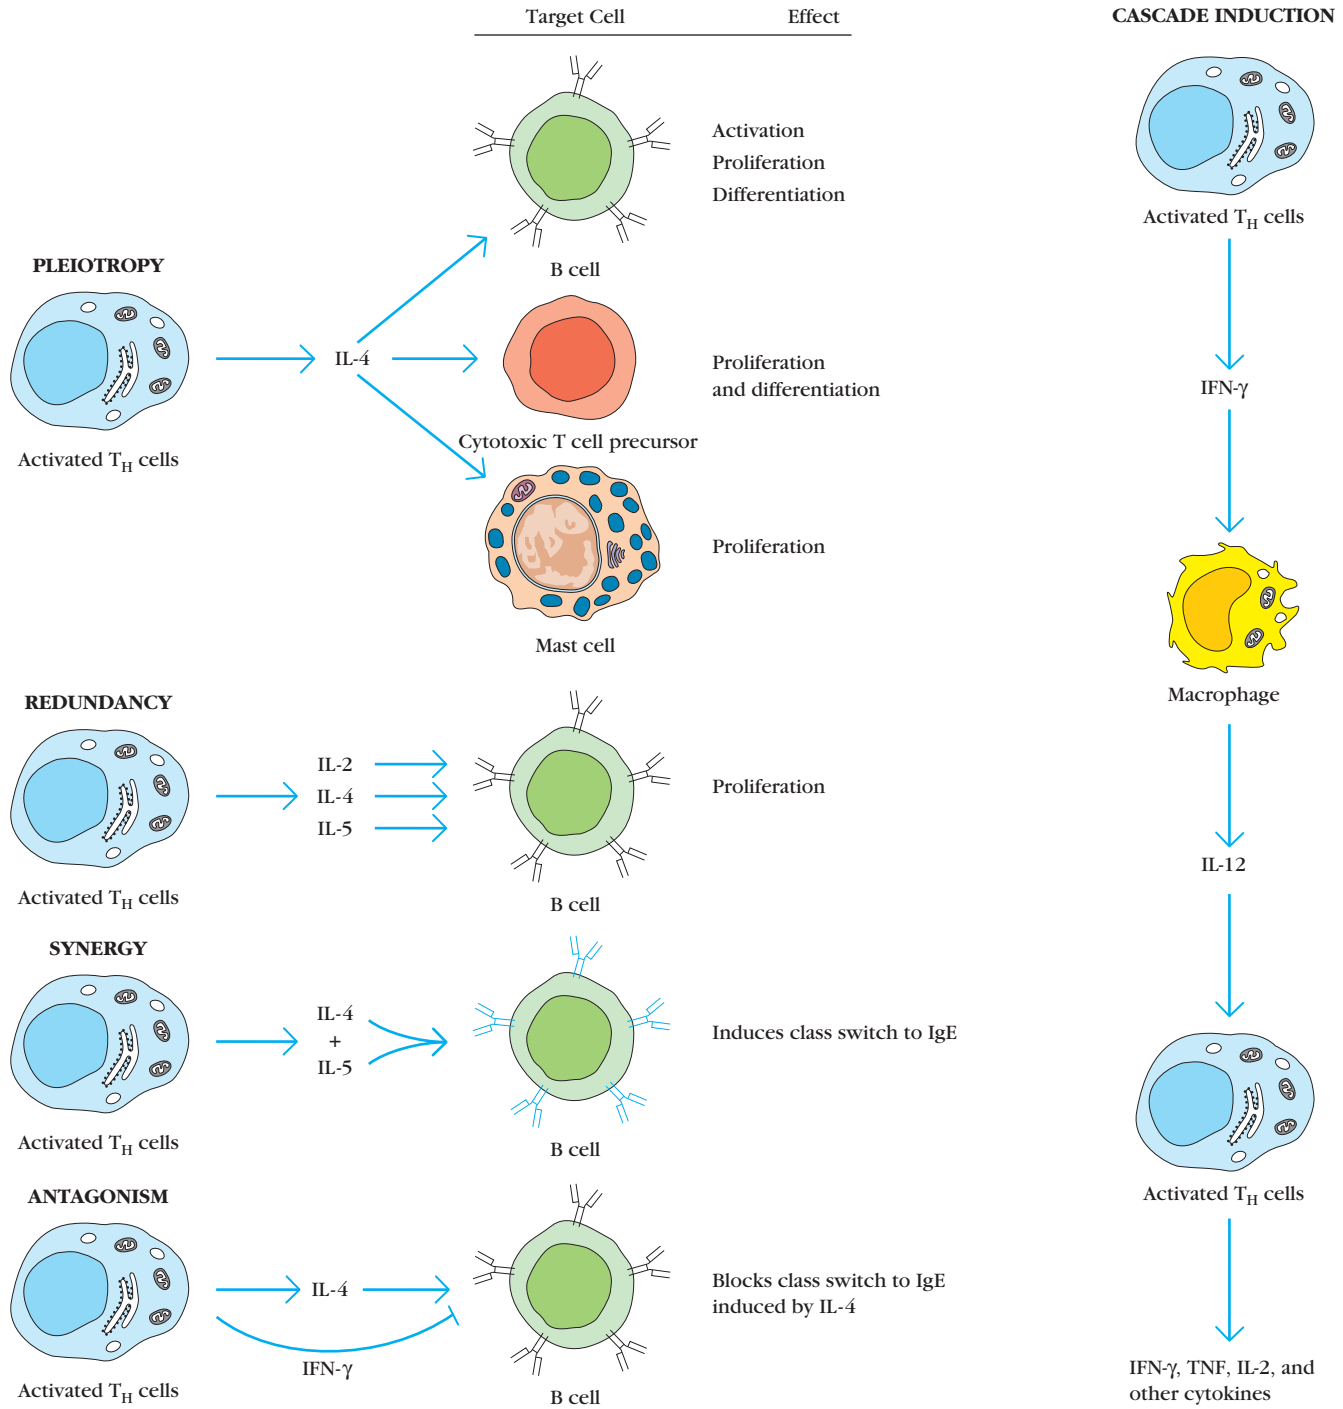 Target Cell Effect
Activation
Proliferation
Differentiation
B cell
PLEIOTROPY
Activated TH cells
IL-4
Proliferation
and differentiation
Cytotoxic T cell precursor
Proliferation
Mast cell
REDUNDANCY
Activated TH cells
IL-2
IL-4
IL-5
Proliferation
B cell
SYNERGY
Activated TH cells
IL-4
+
IL-5
Induces class switch to IgE
B cell
ANTAGONISM
Activated TH cells
IL-4
IFN-γ
Blocks class switch to IgE
induced by IL-4
B cell
CASCADE INDUCTION
Activated TH cells
IFN-γ
Macrophage
IL-12
Activated TH cells
IFN-γ, TNF, IL-2, and
other cytokines